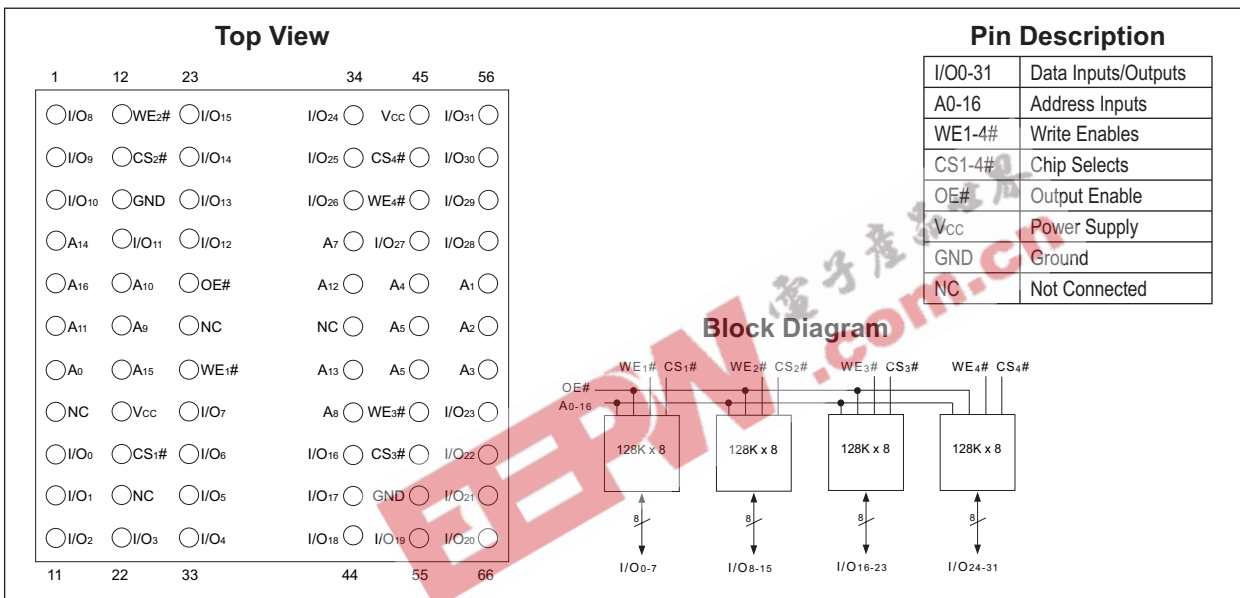 Top View
1 12 23 34 45 56
I/O8 WE2# I/O15 I/O24 VCC I/O31
I/O9 CS2# I/O14 I/O25 CS4# I/O30
I/O10 GND I/O13 I/O26 WE4# I/O29
A14 I/O11 I/O12 A7 I/O27 I/O28
A16 A10 OE# A12 A4 A1
A11 A9 NC NC A5 A2
A0 A15 WE1# A13 A5 A3
NC VCC I/O7 A8 WE3# I/O23
I/O0 CS1# I/O6 I/O16 CS3# I/O22
I/O1 NC I/O5 I/O17 GND I/O21
I/O2 I/O3 I/O4 I/O18 I/O19 I/O20
11 22 33 44 55 66
Pin Description
I/O0-31 Data Inputs/Outputs
A0-16 Address Inputs
WE1-4# Write Enables
CS1-4# Chip Selects
OE# Output Enable
VCC Power Supply
GND Ground
NC Not Connected
Block Diagram
WE1# CS1# WE2# CS2# WE3# CS3# WE4# CS4#
OE#
A0-16
128K x 8 128K x 8 128K x 8 128K x 8
8 8 8 8
I/O0-7 I/O8-15 I/O16-23 I/O24-31
EEPW.com.cn
電子產品世界